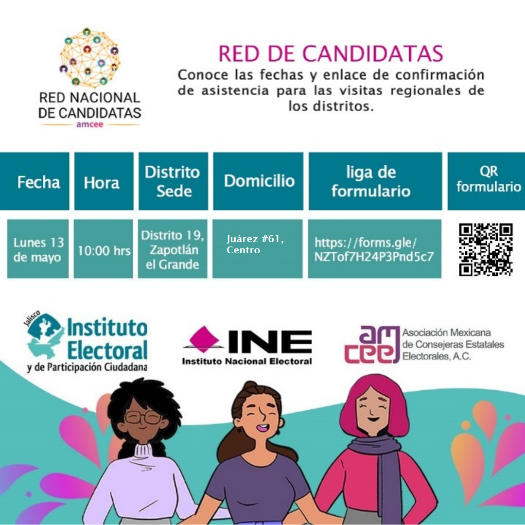 RED NACIONAL
DE CANDIDATAS
amcee
RED DE CANDIDATAS
Conoce las fechas y enlace de confirmación
de asistencia para las visitas regionales de
los distritos.
Fecha
Hora
Distrito
Sede
Domicilio
liga de
formulario
QR
formulario
Lunes 13
de mayo
10:00 hrs
Distrito 19,
Zapotlán
el Grande
Juárez #61,
Centro
https://forms.gle/
NZTof7H24P3Pnd5c7
Jalisco
Instituto
Electoral
y de Participación Ciudadana
INE
Instituto Nacional Electoral
am
cee
Asociación Mexicana
de Consejeras Estatales
Electorales, A.C.